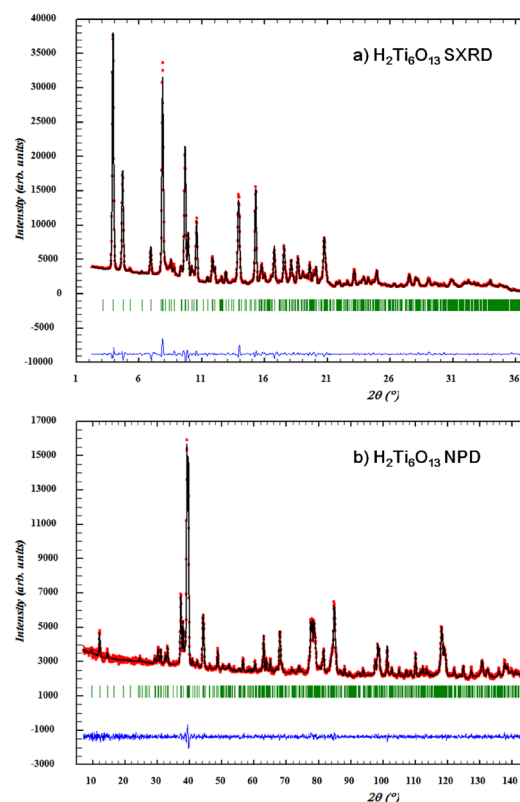 40000
a) H₂Ti₆O₁₃ SXRD
35000
30000
25000
20000
15000
10000
5000
0
-5000
-10000
Intensity (arb. units)
1 6 11 16 21 26 31 36
2θ (°)
17000
b) H₂Ti₆O₁₃ NPD
15000
13000
11000
9000
7000
5000
3000
1000
-1000
-3000
Intensity (arb. units)
10 20 30 40 50 60 70 80 90 100 110 120 130 140
2θ (°)